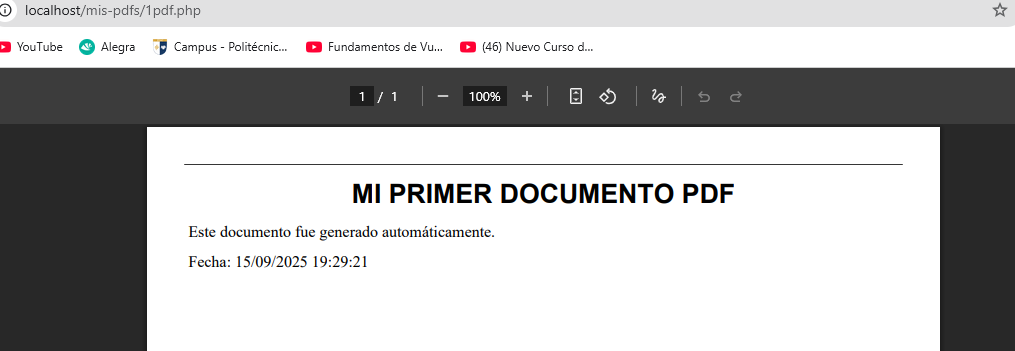 localhost/mis-pdfs/1pdf.php
YouTube Alegra Campus - Politécnic... Fundamentos de Vu... (46) Nuevo Curso d...
1 / 1 100%
MI PRIMER DOCUMENTO PDF
Este documento fue generado automáticamente.
Fecha: 15/09/2025 19:29:21